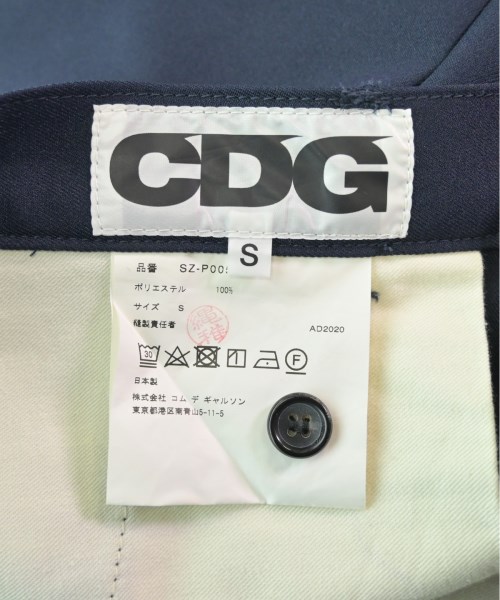 CDG
S
品番 SZ-P005
ポリエステル 100%
サイズ S
縫製責任者
AD2020
30
F
日本製
株式会社 コム デ ギャルソン
東京都港区南青山5-11-5